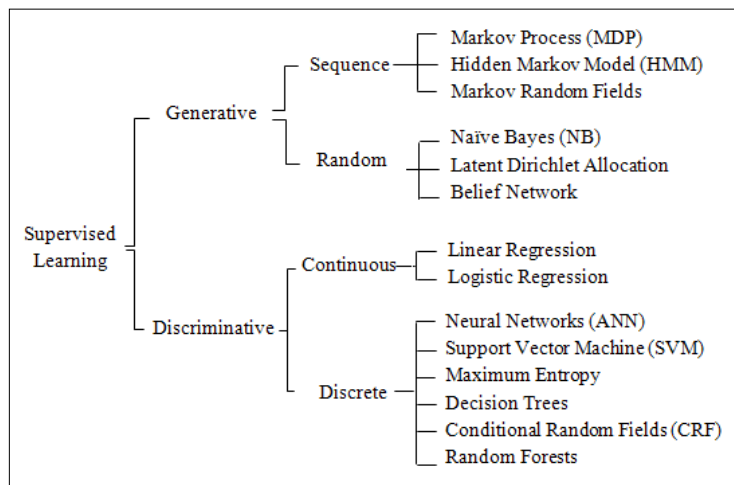 Markov Process (MDP)
Sequence
Hidden Markov Model (HMM)
Markov Random Fields
Generative
Naïve Bayes (NB)
Random
Latent Dirichlet Allocation
Belief Network
Supervised
Learning
Linear Regression
Continuous
Logistic Regression
Discriminative
Neural Networks (ANN)
Support Vector Machine (SVM)
Maximum Entropy
Discrete
Decision Trees
Conditional Random Fields (CRF)
Random Forests